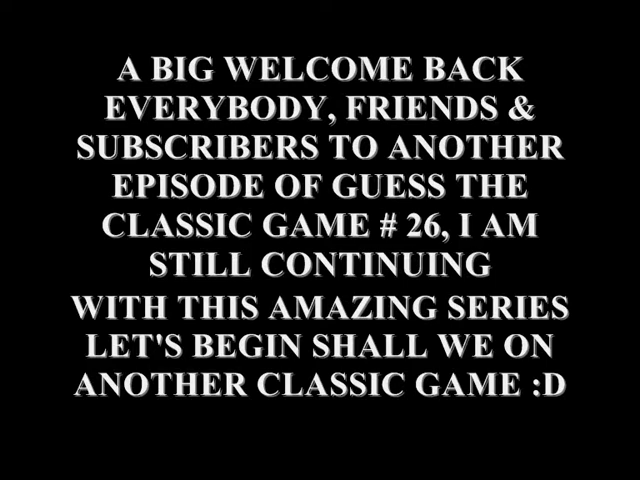 A BIG WELCOME BACK
EVERYBODY, FRIENDS &
SUBSCRIBERS TO ANOTHER
EPISODE OF GUESS THE
CLASSIC GAME # 26, I AM
STILL CONTINUING
WITH THIS AMAZING SERIES
LET'S BEGIN SHALL WE ON
ANOTHER CLASSIC GAME :D